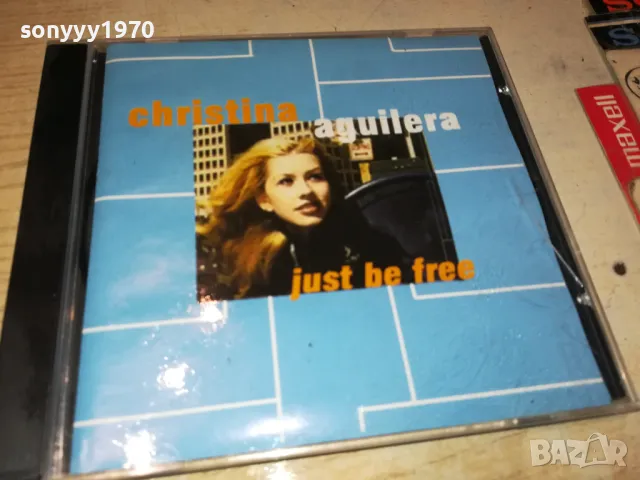 sonyyy1970
christina
aguilera
just be free
maxell
BAZAR